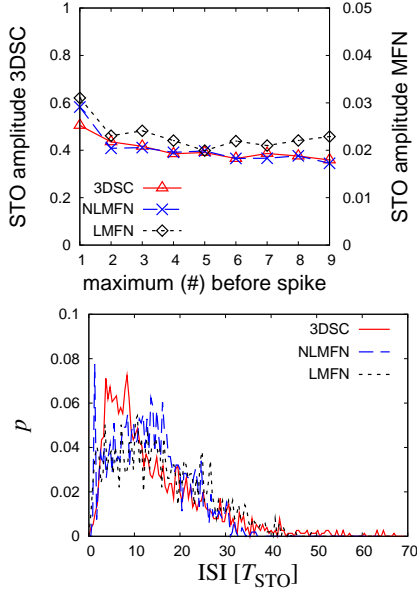 STO amplitude 3DSC
STO amplitude MFN
1
0.8
0.6
0.4
0.2
0
0.05
0.04
0.03
0.02
0.01
0.00
3DSC
NLMFN
LMFN
1 2 3 4 5 6 7 8 9
maximum (#) before spike
p
0.1
0.08
0.06
0.04
0.02
0
3DSC
NLMFN
LMFN
0 10 20 30 40 50 60 70
ISI [T_STO]